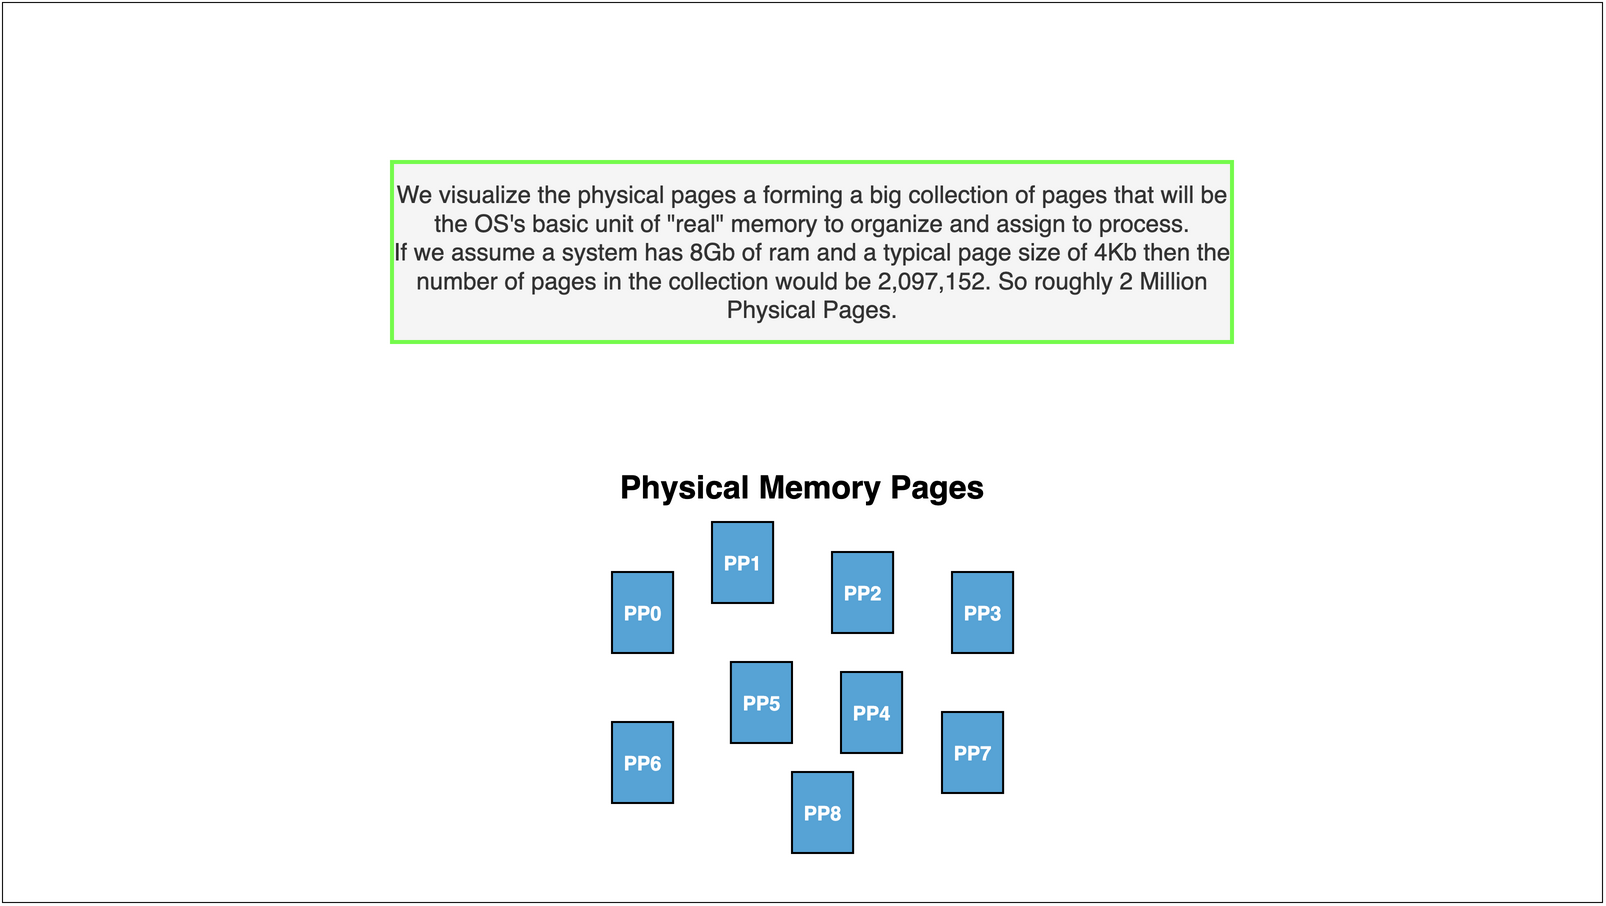 We visualize the physical pages a forming a big collection of pages that will be
the OS's basic unit of "real" memory to organize and assign to process.
If we assume a system has 8Gb of ram and a typical page size of 4Kb then the
number of pages in the collection would be 2,097,152. So roughly 2 Million
Physical Pages.
Physical Memory Pages
PP1
PP2
PP0
PP3
PP5
PP4
PP7
PP6
PP8